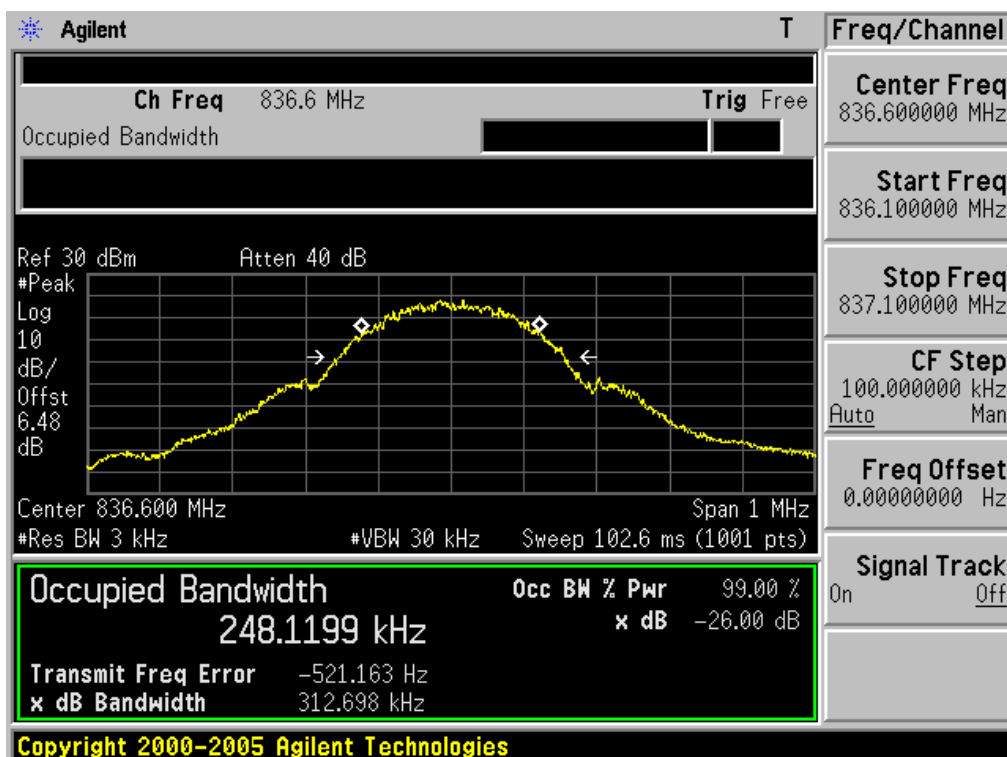 Agilent T Freq/Channel
Ch Freq 836.6 MHz Trig Free
Occupied Bandwidth
Center Freq
836.600000 MHz
Start Freq
836.100000 MHz
Stop Freq
837.100000 MHz
CF Step
100.000000 kHz
Auto Man
Freq Offset
0.00000000 Hz
Signal Track
On Off
Ref 30 dBm Atten 40 dB
#Peak
Log
10
dB/
Offst
6.48
dB
Center 836.600 MHz Span 1 MHz
#Res BW 3 kHz #VBW 30 kHz Sweep 102.6 ms (1001 pts)
Occupied Bandwidth Occ BW % Pwr 99.00 %
248.1199 kHz x dB -26.00 dB
Transmit Freq Error -521.163 Hz
x dB Bandwidth 312.698 kHz
Copyright 2000-2005 Agilent Technologies